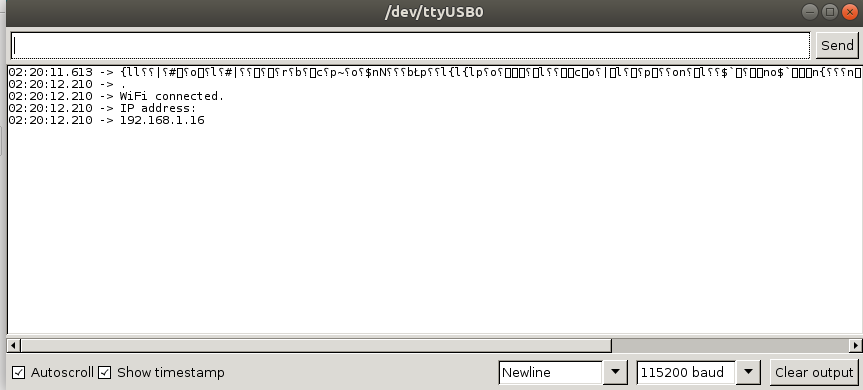 /dev/ttyUSB0
Send
02:20:11.613 ->
02:20:12.210 -> .
02:20:12.210 -> WiFi connected.
02:20:12.210 -> IP address:
02:20:12.210 -> 192.168.1.16
Autoscroll Show timestamp Newline 115200 baud Clear output